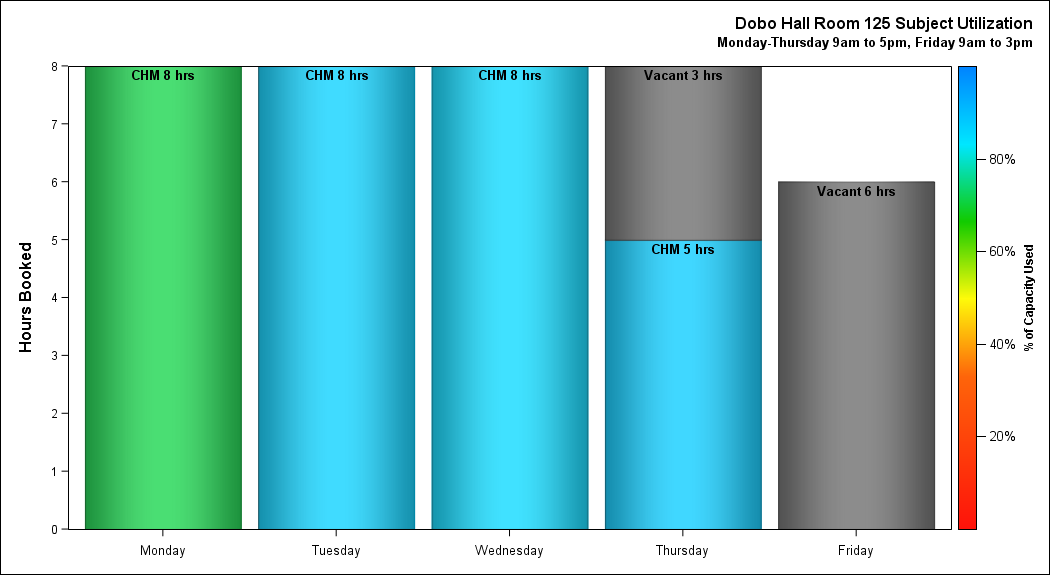 Dobo Hall Room 125 Subject Utilization
Monday-Thursday 9am to 5pm, Friday 9am to 3pm
Hours Booked
8
7
6
5
4
3
2
1
0
CHM 8 hrs
CHM 8 hrs
CHM 8 hrs
Vacant 3 hrs
CHM 5 hrs
Vacant 6 hrs
Monday
Tuesday
Wednesday
Thursday
Friday
80%
60%
40%
20%
% of Capacity Used